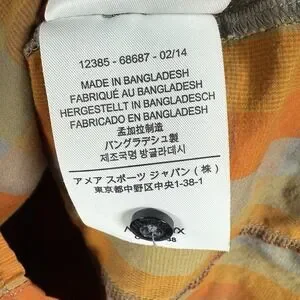 12385 - 68687 - 02/14
MADE IN BANGLADESH
FABRIQUÉ AU BANGLADESH
HERGESTELLT IN BANGLADESCH
FABRICADO EN BANGLADESH
孟加拉制造
バングラデシュ製
제조국명 방글라데시
アメア スポーツ ジャパン (株)
東京都中野区中央1-38-1